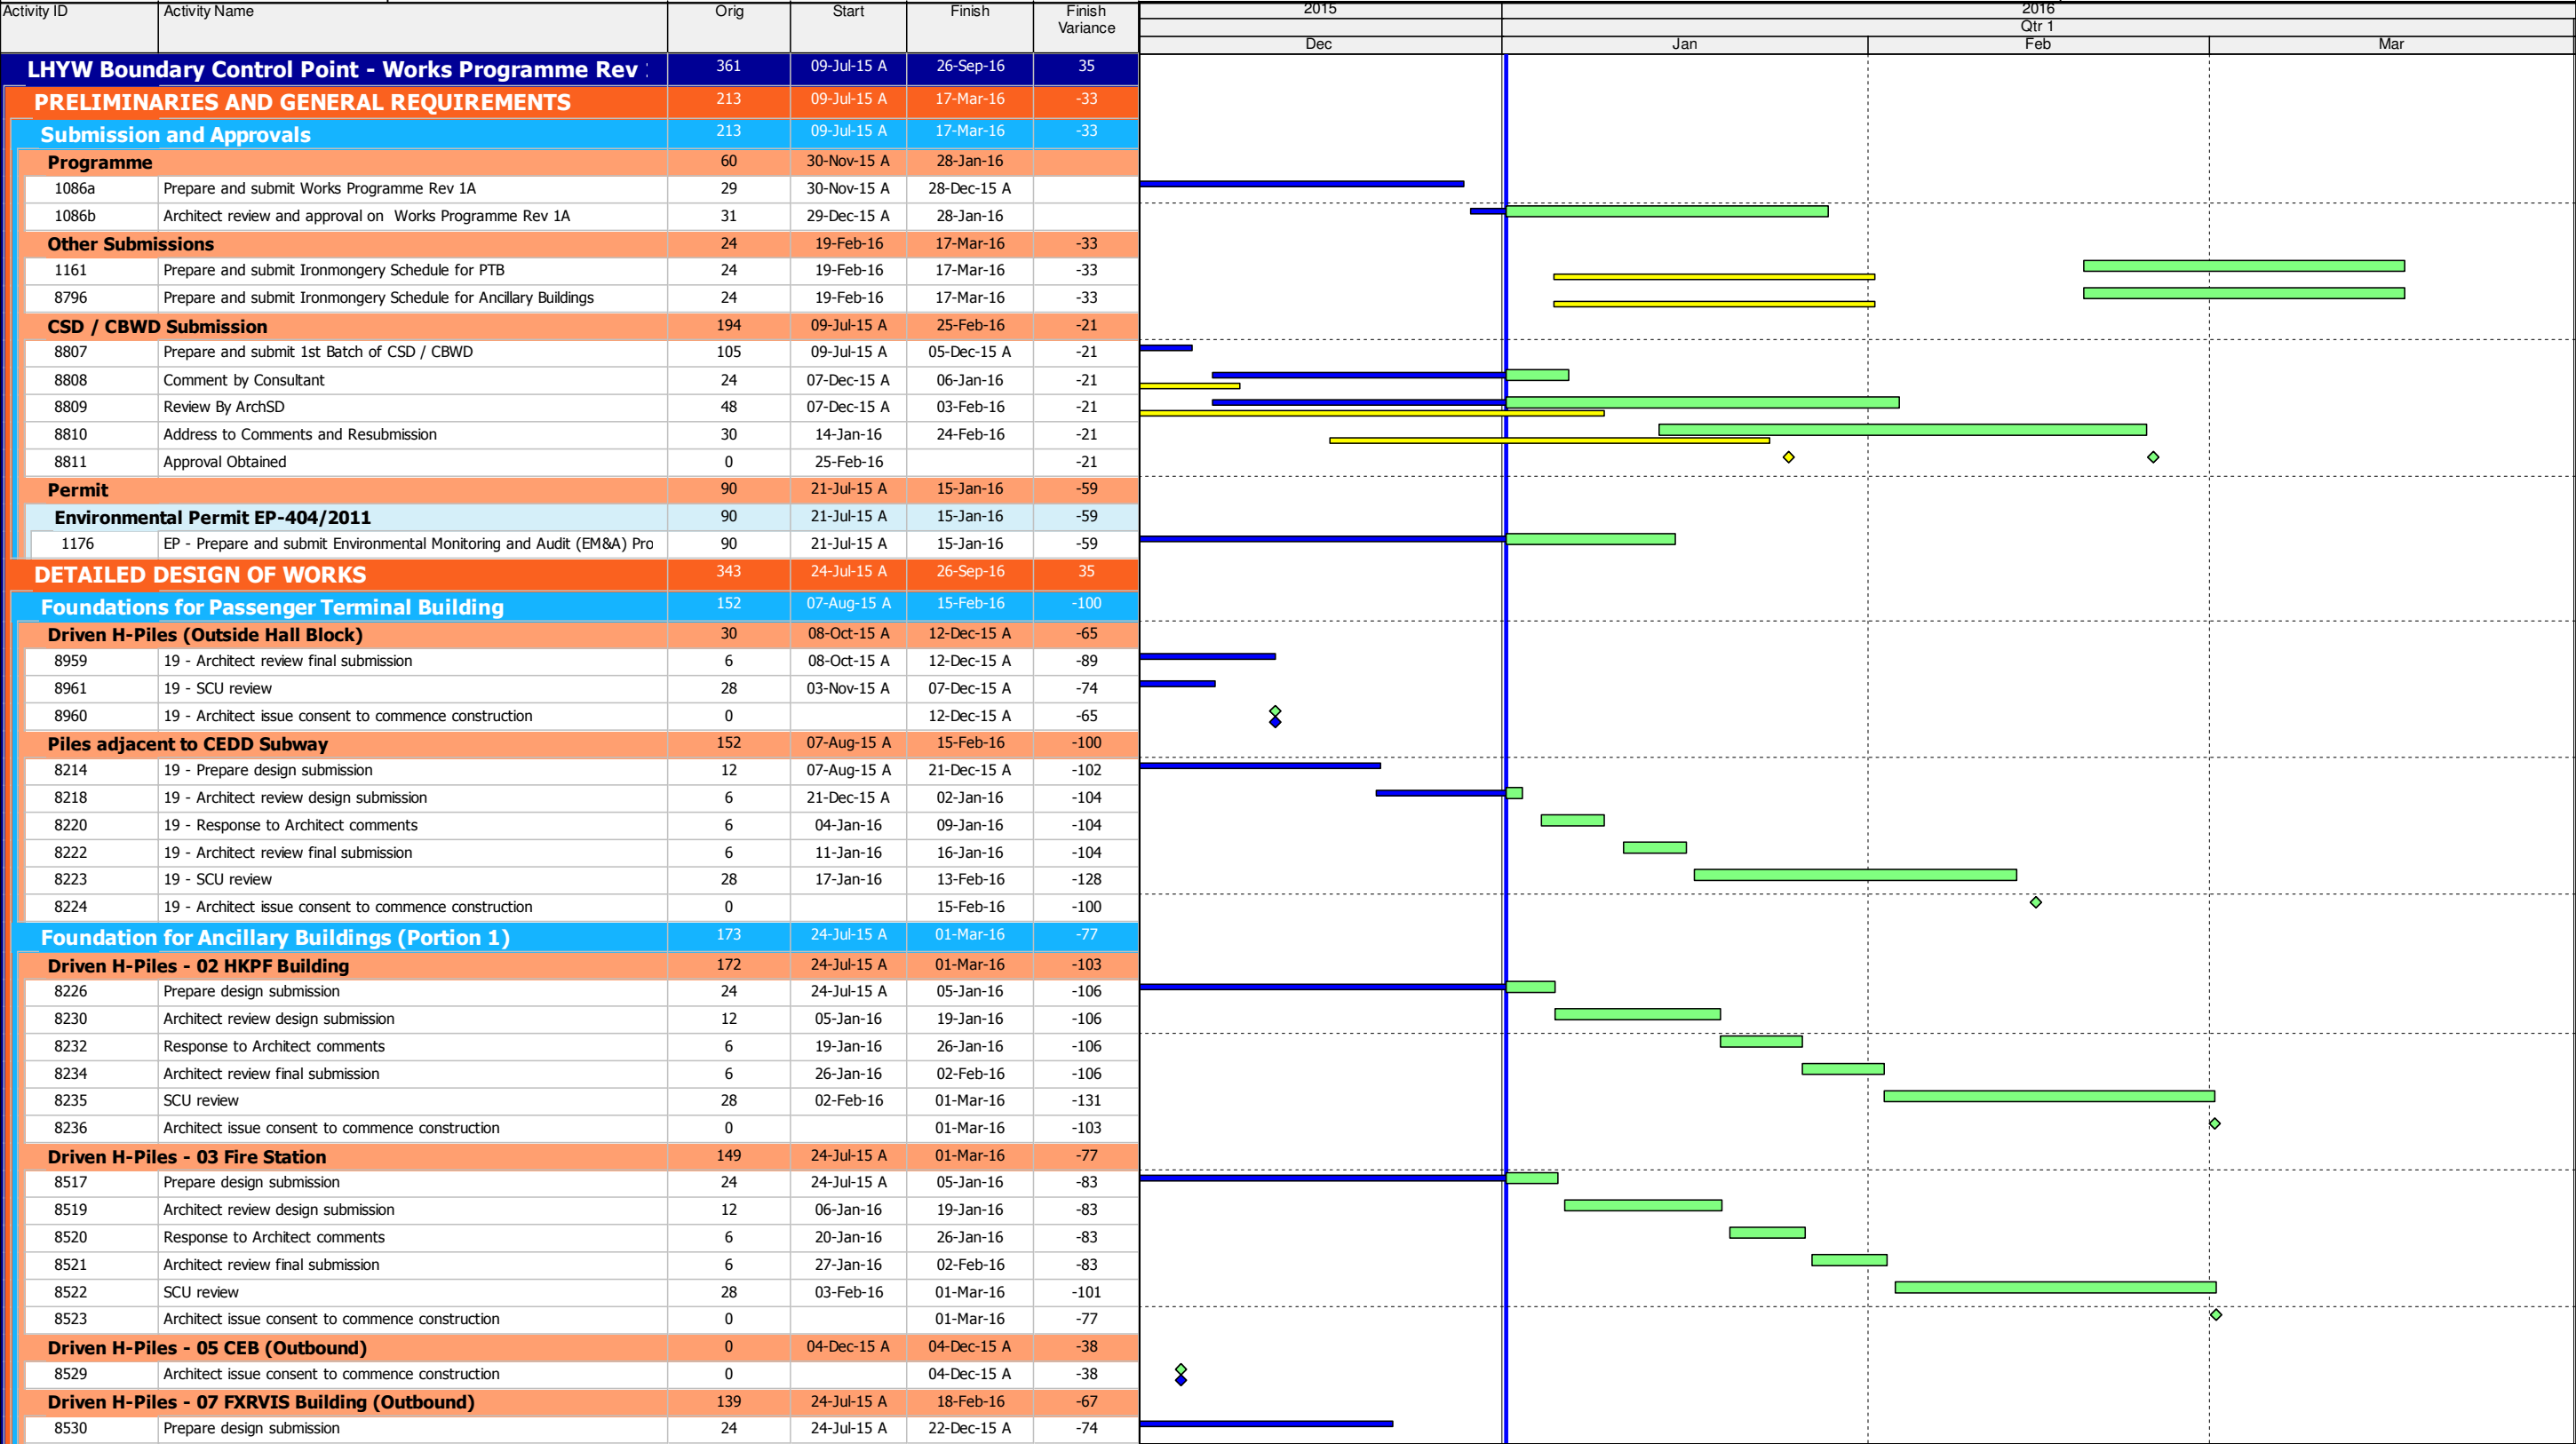 Activity ID Activity Name Orig Start Finish Finish Variance 2015 2016
Qtr 1
Dec Jan Feb Mar
LHYW Boundary Control Point - Works Programme Rev 361 09-Jul-15 A 26-Sep-16 35
PRELIMINARIES AND GENERAL REQUIREMENTS 213 09-Jul-15 A 17-Mar-16 -33
Submission and Approvals 213 09-Jul-15 A 17-Mar-16 -33
Programme 60 30-Nov-15 A 28-Jan-16
1086a Prepare and submit Works Programme Rev 1A 29 30-Nov-15 A 28-Dec-15 A
1086b Architect review and approval on Works Programme Rev 1A 31 29-Dec-15 A 28-Jan-16
Other Submissions 24 19-Feb-16 17-Mar-16 -33
1161 Prepare and submit Ironmongery Schedule for PTB 24 19-Feb-16 17-Mar-16 -33
8796 Prepare and submit Ironmongery Schedule for Ancillary Buildings 24 19-Feb-16 17-Mar-16 -33
CSD / CBWD Submission 194 09-Jul-15 A 25-Feb-16 -21
8807 Prepare and submit 1st Batch of CSD / CBWD 105 09-Jul-15 A 05-Dec-15 A -21
8808 Comment by Consultant 24 07-Dec-15 A 06-Jan-16 -21
8809 Review By ArchSD 48 07-Dec-15 A 03-Feb-16 -21
8810 Address to Comments and Resubmission 30 14-Jan-16 24-Feb-16 -21
8811 Approval Obtained 0 25-Feb-16 -21
Permit 90 21-Jul-15 A 15-Jan-16 -59
Environmental Permit EP-404/2011 90 21-Jul-15 A 15-Jan-16 -59
1176 EP - Prepare and submit Environmental Monitoring and Audit (EM&A) Pro 90 21-Jul-15 A 15-Jan-16 -59
DETAILED DESIGN OF WORKS 343 24-Jul-15 A 26-Sep-16 35
Foundations for Passenger Terminal Building 152 07-Aug-15 A 15-Feb-16 -100
Driven H-Piles (Outside Hall Block) 30 08-Oct-15 A 12-Dec-15 A -65
8959 19 - Architect review final submission 6 08-Oct-15 A 12-Dec-15 A -89
8961 19 - SCU review 28 03-Nov-15 A 07-Dec-15 A -74
8960 19 - Architect issue consent to commence construction 0 12-Dec-15 A -65
Piles adjacent to CEDD Subway 152 07-Aug-15 A 15-Feb-16 -100
8214 19 - Prepare design submission 12 07-Aug-15 A 21-Dec-15 A -102
8218 19 - Architect review design submission 6 21-Dec-15 A 02-Jan-16 -104
8220 19 - Response to Architect comments 6 04-Jan-16 09-Jan-16 -104
8222 19 - Architect review final submission 6 11-Jan-16 16-Jan-16 -104
8223 19 - SCU review 28 17-Jan-16 13-Feb-16 -128
8224 19 - Architect issue consent to commence construction 0 15-Feb-16 -100
Foundation for Ancillary Buildings (Portion 1) 173 24-Jul-15 A 01-Mar-16 -77
Driven H-Piles - 02 HKPF Building 172 24-Jul-15 A 01-Mar-16 -103
8226 Prepare design submission 24 24-Jul-15 A 05-Jan-16 -106
8230 Architect review design submission 12 05-Jan-16 19-Jan-16 -106
8232 Response to Architect comments 6 19-Jan-16 26-Jan-16 -106
8234 Architect review final submission 6 26-Jan-16 02-Feb-16 -106
8235 SCU review 28 02-Feb-16 01-Mar-16 -131
8236 Architect issue consent to commence construction 0 01-Mar-16 -103
Driven H-Piles - 03 Fire Station 149 24-Jul-15 A 01-Mar-16 -77
8517 Prepare design submission 24 24-Jul-15 A 05-Jan-16 -83
8519 Architect review design submission 12 06-Jan-16 19-Jan-16 -83
8520 Response to Architect comments 6 20-Jan-16 26-Jan-16 -83
8521 Architect review final submission 6 27-Jan-16 02-Feb-16 -83
8522 SCU review 28 03-Feb-16 01-Mar-16 -101
8523 Architect issue consent to commence construction 0 01-Mar-16 -77
Driven H-Piles - 05 CEB (Outbound) 0 04-Dec-15 A 04-Dec-15 A -38
8529 Architect issue consent to commence construction 0 04-Dec-15 A -38
Driven H-Piles - 07 FXRVIS Building (Outbound) 139 24-Jul-15 A 18-Feb-16 -67
8530 Prepare design submission 24 24-Jul-15 A 22-Dec-15 A -74